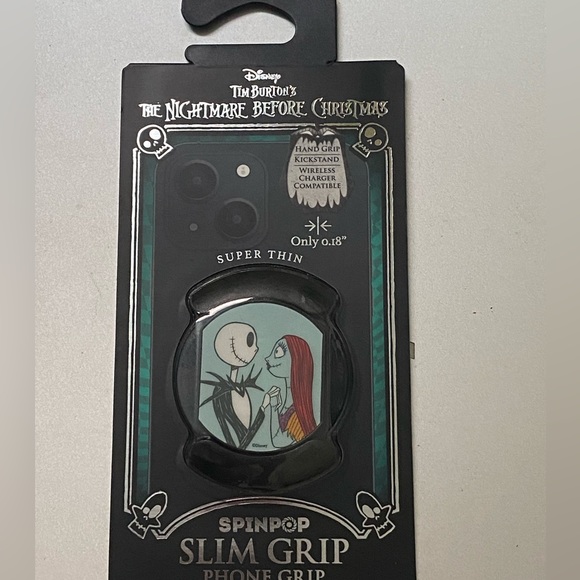 Disney
TIM BURTON'S
THE NIGHTMARE BEFORE CHRISTMAS
HAND GRIP
KICKSTAND
WIRELESS
CHARGER
COMPATIBLE
Only 0.18"
SUPER THIN
©Disney
SPINPOP
SLIM GRIP
PHONE GRIP